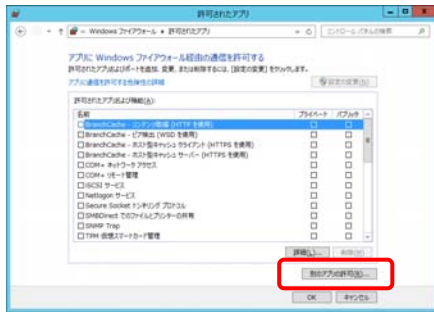 許可されたアプリ
Windows ファイアウォール ▸ 許可されたアプリ
コントロール パネルの検索
アプリに Windows ファイアウォール経由の通信を許可する
許可されたアプリおよびポートを追加、変更、または削除するには、[設定の変更] をクリックします。
アプリに通信を許可する危険性の詳細
設定の変更(N)
許可されたアプリおよび機能(A):
名前 プライベート パブリック
BranchCache - コンテンツ取得 (HTTP を使用)
BranchCache - ピア検出 (WSD を使用)
BranchCache - ホスト型キャッシュ クライアント (HTTPS を使用)
BranchCache - ホスト型キャッシュ サーバー (HTTPS を使用)
COM+ ネットワーク アクセス
COM+ リモート管理
iSCSI サービス
Netlogon サービス
Secure Socket トンネリング プロトコル
SMBDirect でのファイルとプリンターの共有
SNMP Trap
TPM 仮想スマートカード管理
詳細(L)... 削除(M)
別のアプリの許可(R)...
OK キャンセル